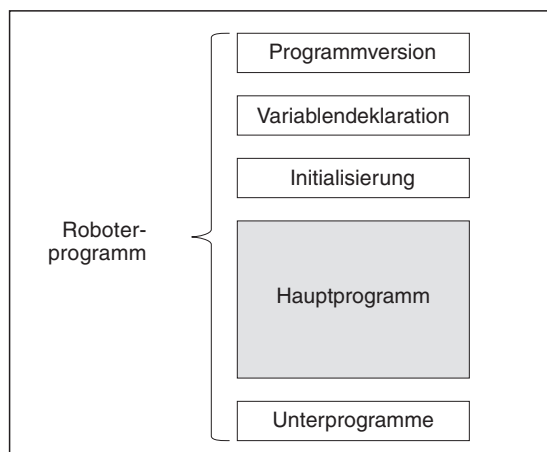 Programmversion
Variablendeklaration
Initialisierung
Roboter-
programm
Hauptprogramm
Unterprogramme